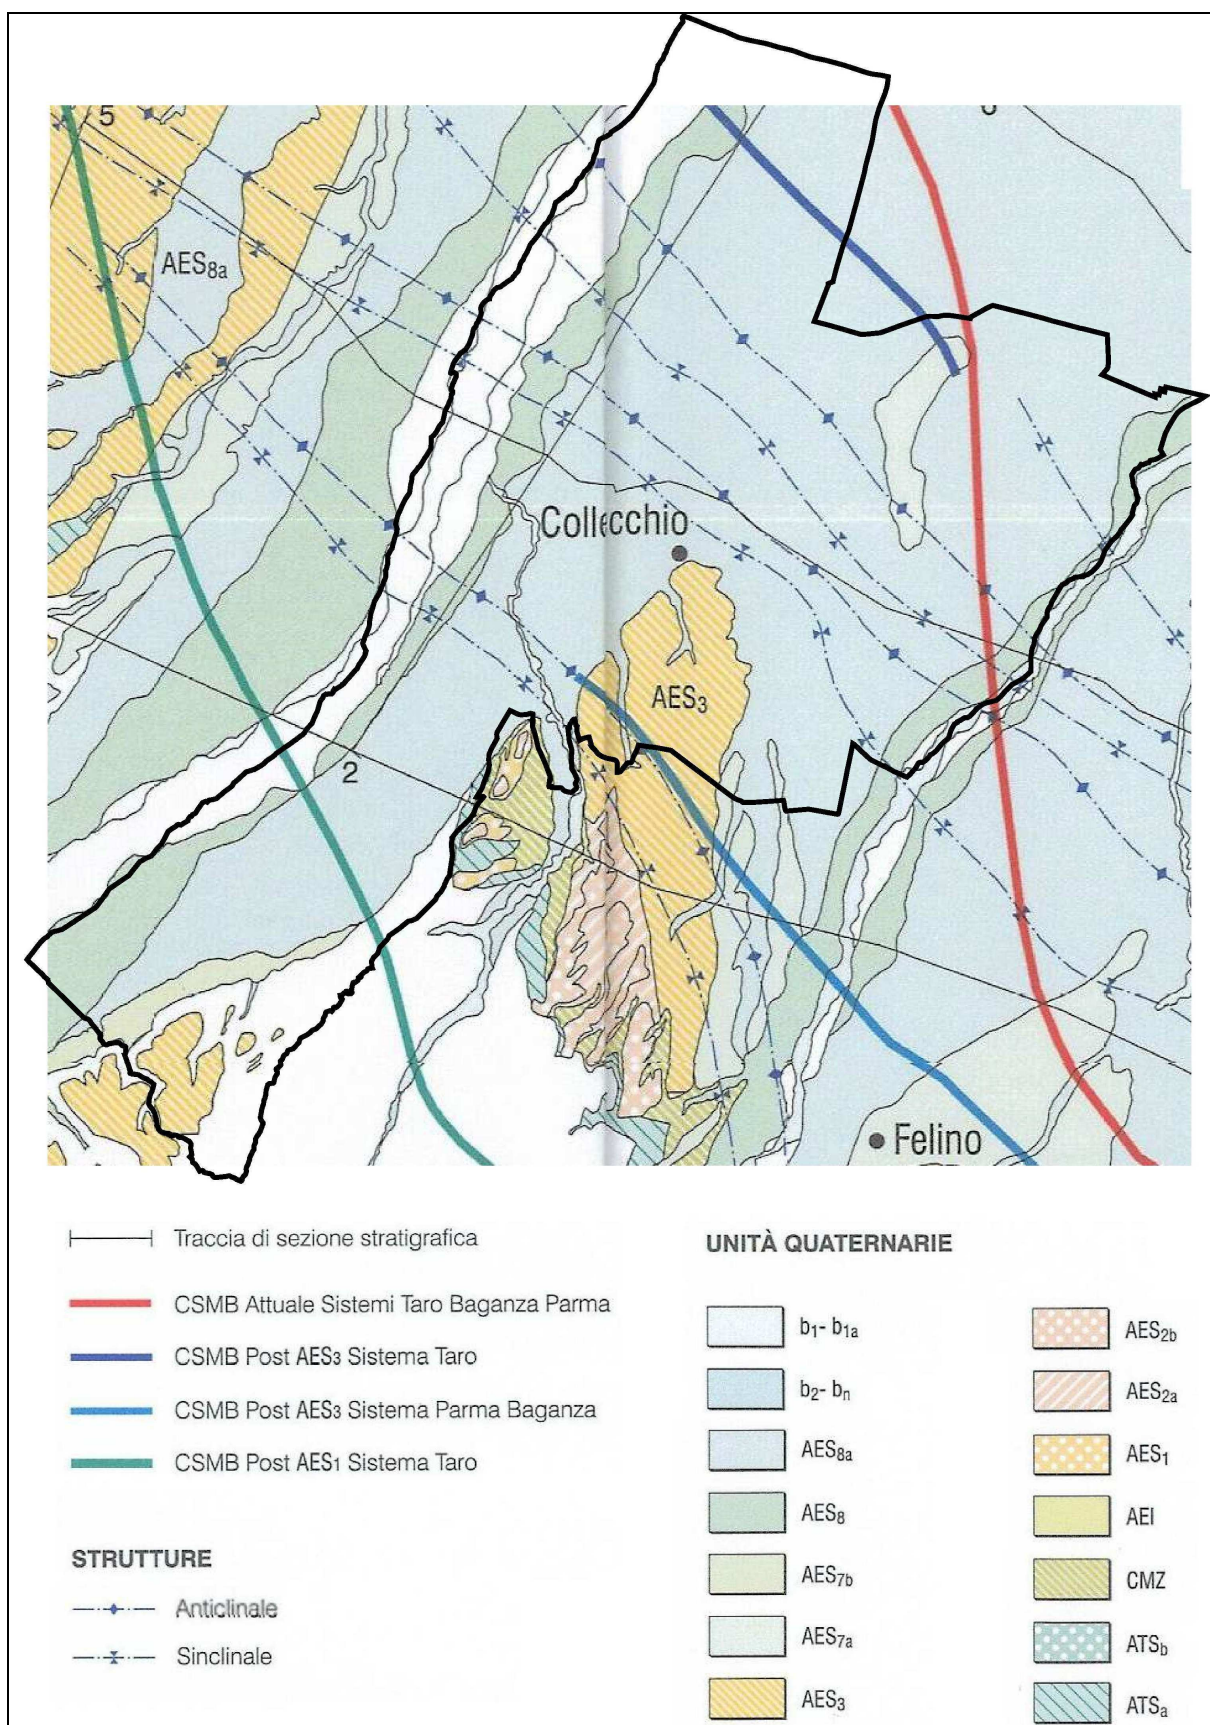 5
AES8a
Collecchio
AES3
2
Felino
Traccia di sezione stratigrafica
CSMB Attuale Sistemi Taro Baganza Parma
CSMB Post AES3 Sistema Taro
CSMB Post AES3 Sistema Parma Baganza
CSMB Post AES1 Sistema Taro
STRUTTURE
Anticlinale
Sinclinale
UNITÀ QUATERNARIE
b1- b1a
b2- bn
AES8a
AES8
AES7b
AES7a
AES3
AES2b
AES2a
AES1
AEI
CMZ
ATSb
ATSa